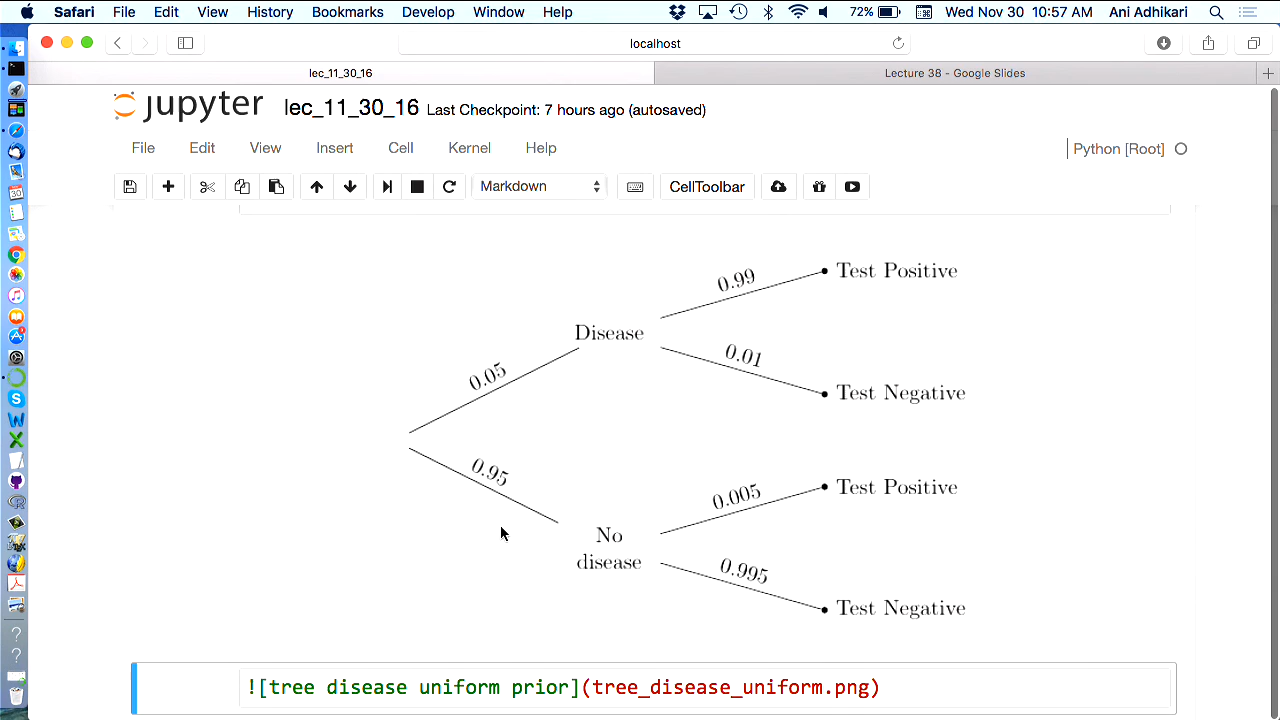 Safari File Edit View History Bookmarks Develop Window Help 72% Wed Nov 30 10:57 AM Ani Adhikari
localhost
lec_11_30_16 Lecture 38 - Google Slides
jupyter lec_11_30_16 Last Checkpoint: 7 hours ago (autosaved)
File Edit View Insert Cell Kernel Help Python [Root]
Markdown CellToolbar
0.99 Test Positive
Disease
0.01 Test Negative
0.05
0.95
0.005 Test Positive
No
disease
0.995 Test Negative
![tree disease uniform prior](tree_disease_uniform.png)